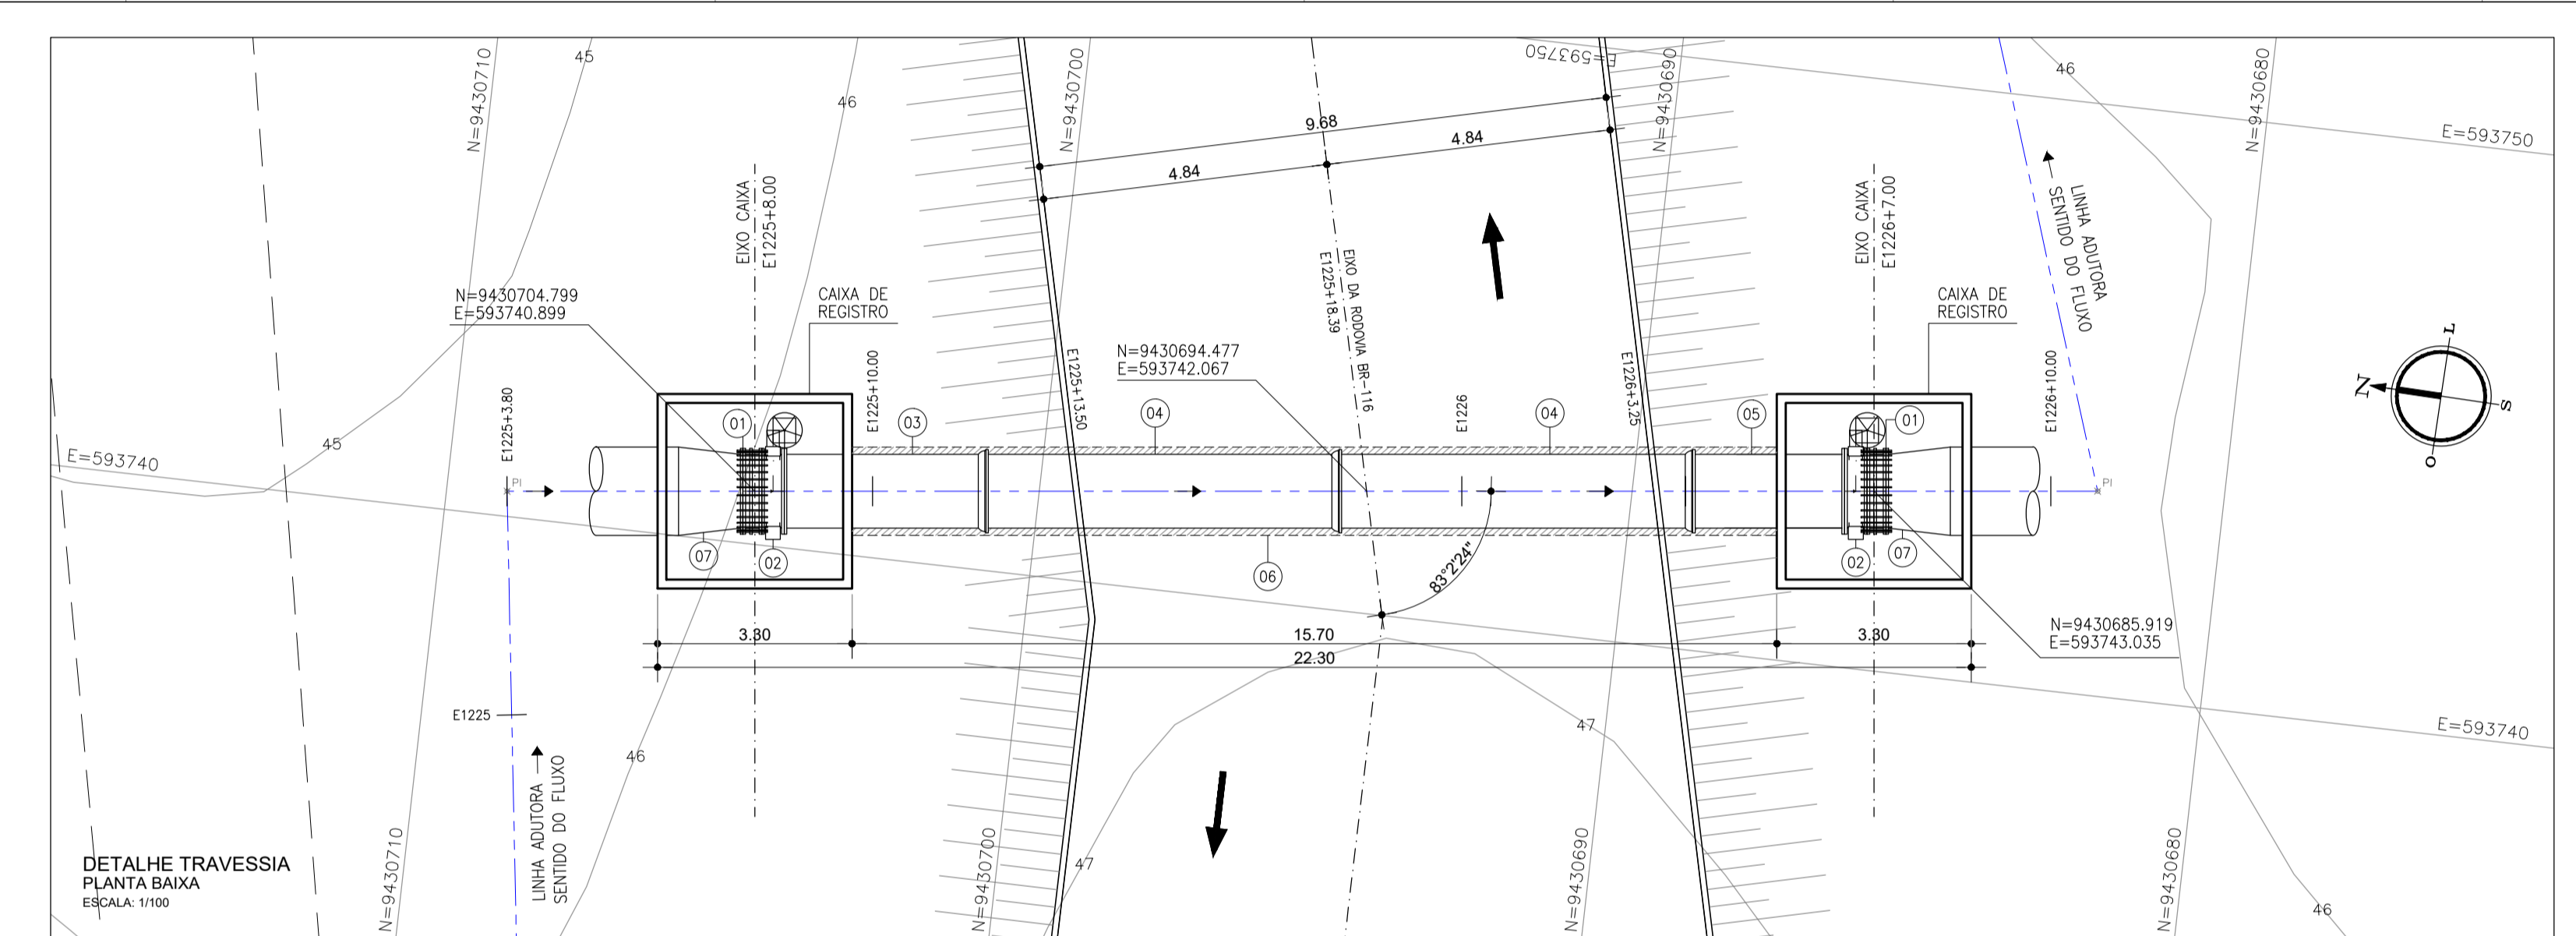 N=9430710
45
46
N=9430700
E=593750
N=9430690
46
N=9430680
E=593750
9.68
4.84
4.84
EIXO CAIXA
E1225+8.00
EIXO DA RODOVIA BR-116
E1225+18.39
EIXO CAIXA
E1226+7.00
LINHA ADUTORA
SENTIDO DO FLUXO
N=9430704.799
E=593740.899
CAIXA DE
REGISTRO
N=9430694.477
E=593742.067
CAIXA DE
REGISTRO
L
N
S
O
E1225+3.80
E1225+10.00
E1225+13.50
E1226
E1226+3.25
E1226+10.00
45
E=593740
01
03
04
04
05
01
PI
PI
07
02
06
83°2'24"
02
07
3.30
15.70
3.30
22.30
N=9430685.919
E=593743.035
E1225
46
47
E=593740
LINHA ADUTORA
SENTIDO DO FLUXO
47
46
N=9430710
N=9430700
N=9430690
N=9430680
DETALHE TRAVESSIA
PLANTA BAIXA
ESCALA: 1/100